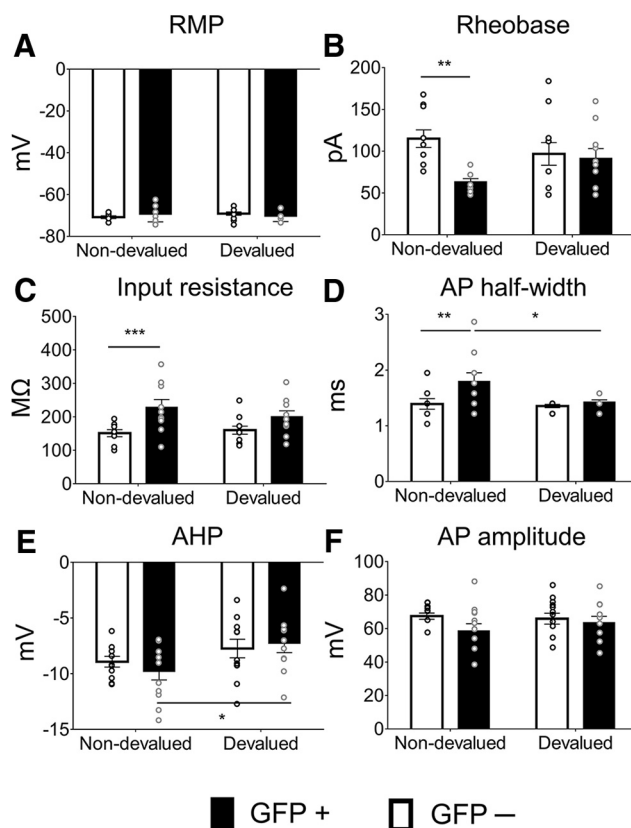 A RMP
mV
0
-20
-40
-60
-80
Non-devalued Devalued
B Rheobase
pA
200
150
100
50
0
**
Non-devalued Devalued
C Input resistance
MΩ
500
400
300
200
100
0
***
Non-devalued Devalued
D AP half-width
ms
3
2
1
0
** *
Non-devalued Devalued
E AHP
mV
0
-5
-10
-15
*
Non-devalued Devalued
F AP amplitude
mV
100
80
60
40
20
0
Non-devalued Devalued
GFP + GFP –